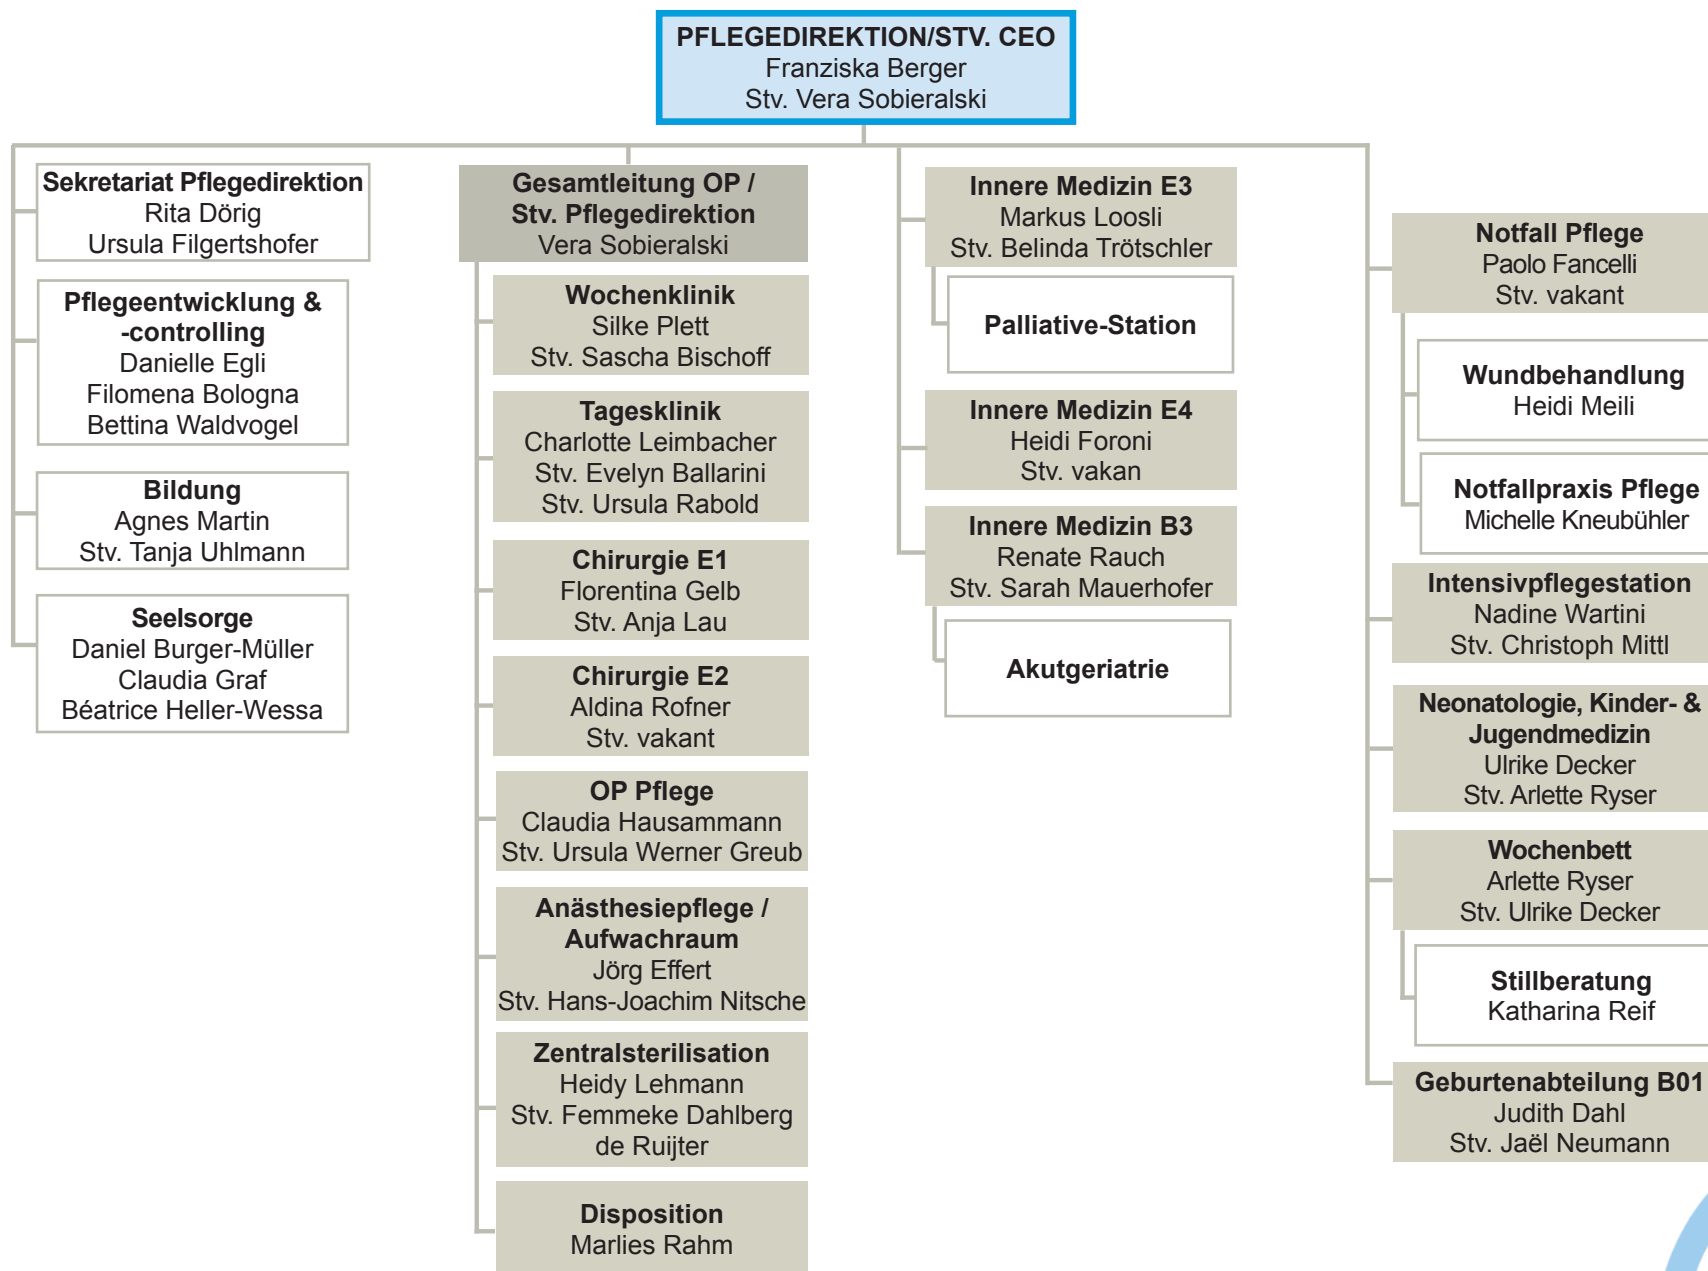 PFLEGEDIREKTION/STV. CEO
Franziska Berger
Stv. Vera Sobieralski
Sekretariat Pflegedirektion
Rita Dörig
Ursula Filgertshofer
Pflegeentwicklung &
-controlling
Danielle Egli
Filomena Bologna
Bettina Waldvogel
Bildung
Agnes Martin
Stv. Tanja Uhlmann
Seelsorge
Daniel Burger-Müller
Claudia Graf
Béatrice Heller-Wessa
Gesamtleitung OP /
Stv. Pflegedirektion
Vera Sobieralski
Wochenklinik
Silke Plett
Stv. Sascha Bischoff
Tagesklinik
Charlotte Leimbacher
Stv. Evelyn Ballarini
Stv. Ursula Rabold
Chirurgie E1
Florentina Gelb
Stv. Anja Lau
Chirurgie E2
Aldina Rofner
Stv. vakant
OP Pflege
Claudia Hausammann
Stv. Ursula Werner Greub
Anästhesiepflege /
Aufwachraum
Jörg Effert
Stv. Hans-Joachim Nitsche
Zentralsterilisation
Heidy Lehmann
Stv. Femmeke Dahlberg
de Ruijter
Disposition
Marlies Rahm
Innere Medizin E3
Markus Loosli
Stv. Belinda Trötschler
Palliative-Station
Innere Medizin E4
Heidi Foroni
Stv. vakan
Innere Medizin B3
Renate Rauch
Stv. Sarah Mauerhofer
Akutgeriatrie
Notfall Pflege
Paolo Fancelli
Stv. vakant
Wundbehandlung
Heidi Meili
Notfallpraxis Pflege
Michelle Kneubühler
Intensivpflegestation
Nadine Wartini
Stv. Christoph Mittl
Neonatologie, Kinder- &
Jugendmedizin
Ulrike Decker
Stv. Arlette Ryser
Wochenbett
Arlette Ryser
Stv. Ulrike Decker
Stillberatung
Katharina Reif
Geburtenabteilung B01
Judith Dahl
Stv. Jaël Neumann